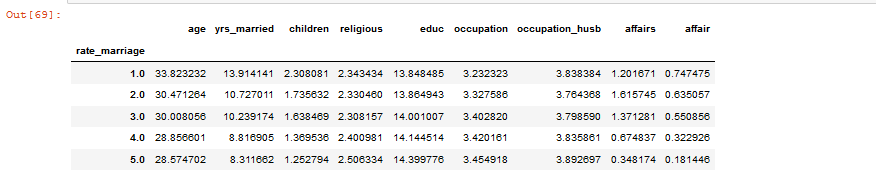 Out[69]:
age yrs_married children religious educ occupation occupation_husb affairs affair
rate_marriage
1.0 33.823232 13.914141 2.308081 2.343434 13.848485 3.232323 3.838384 1.201671 0.747475
2.0 30.471264 10.727011 1.735632 2.330460 13.864943 3.327586 3.764368 1.615745 0.635057
3.0 30.008056 10.239174 1.638469 2.308157 14.001007 3.402820 3.798590 1.371281 0.550856
4.0 28.856601 8.816905 1.369536 2.400981 14.144514 3.420161 3.835861 0.674837 0.322926
5.0 28.574702 8.311662 1.252794 2.506334 14.399776 3.454918 3.892697 0.348174 0.181446